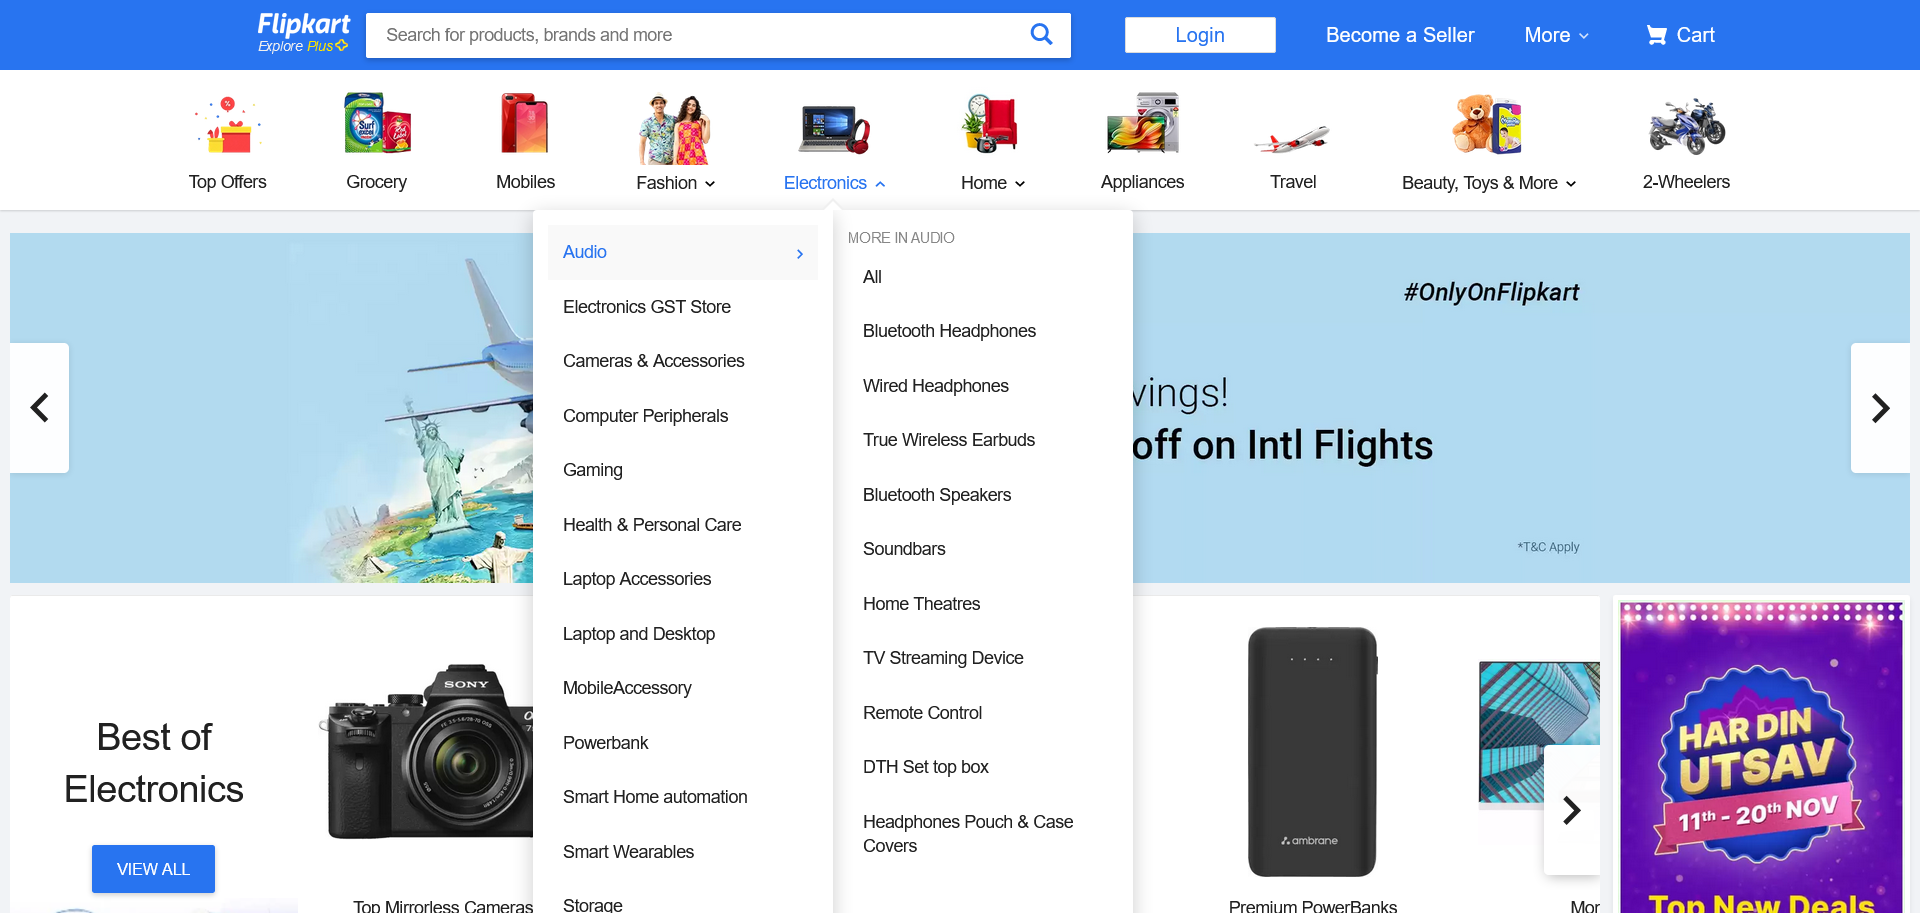 Flipkart
Explore Plus
Search for products, brands and more
Login
Become a Seller
More
Cart
Top Offers
Grocery
Mobiles
Fashion
Electronics
Home
Appliances
Travel
Beauty, Toys & More
2-Wheelers
Audio
Electronics GST Store
Cameras & Accessories
Computer Peripherals
Gaming
Health & Personal Care
Laptop Accessories
Laptop and Desktop
MobileAccessory
Powerbank
Smart Home automation
Smart Wearables
Storage
MORE IN AUDIO
All
Bluetooth Headphones
Wired Headphones
True Wireless Earbuds
Bluetooth Speakers
Soundbars
Home Theatres
TV Streaming Device
Remote Control
DTH Set top box
Headphones Pouch & Case
Covers
#OnlyOnFlipkart
vings!
off on Intl Flights
*T&C Apply
Best of
Electronics
VIEW ALL
SONY
Top Mirrorless Cameras
ambrane
Premium PowerBanks
Mor
HAR DIN
UTSAV
11th - 20th NOV
Top New Deals
Surf
excel